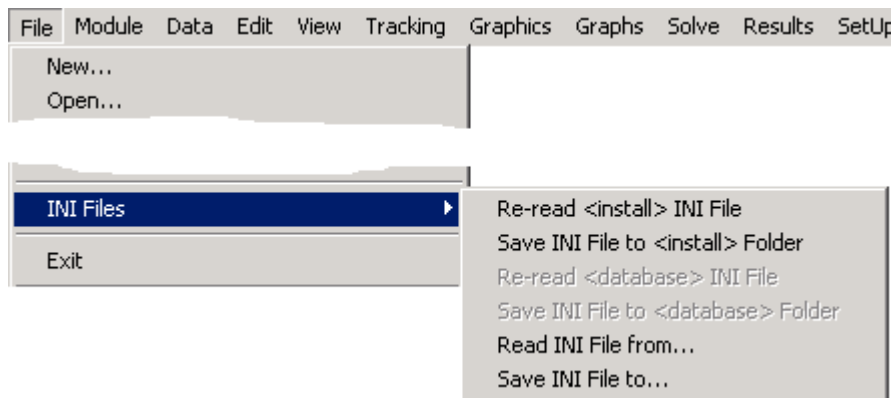 File Module Data Edit View Tracking Graphics Graphs Solve Results SetUp
New...
Open...
INI Files
Exit
Re-read <install> INI File
Save INI File to <install> Folder
Re-read <database> INI File
Save INI File to <database> Folder
Read INI File from...
Save INI File to...